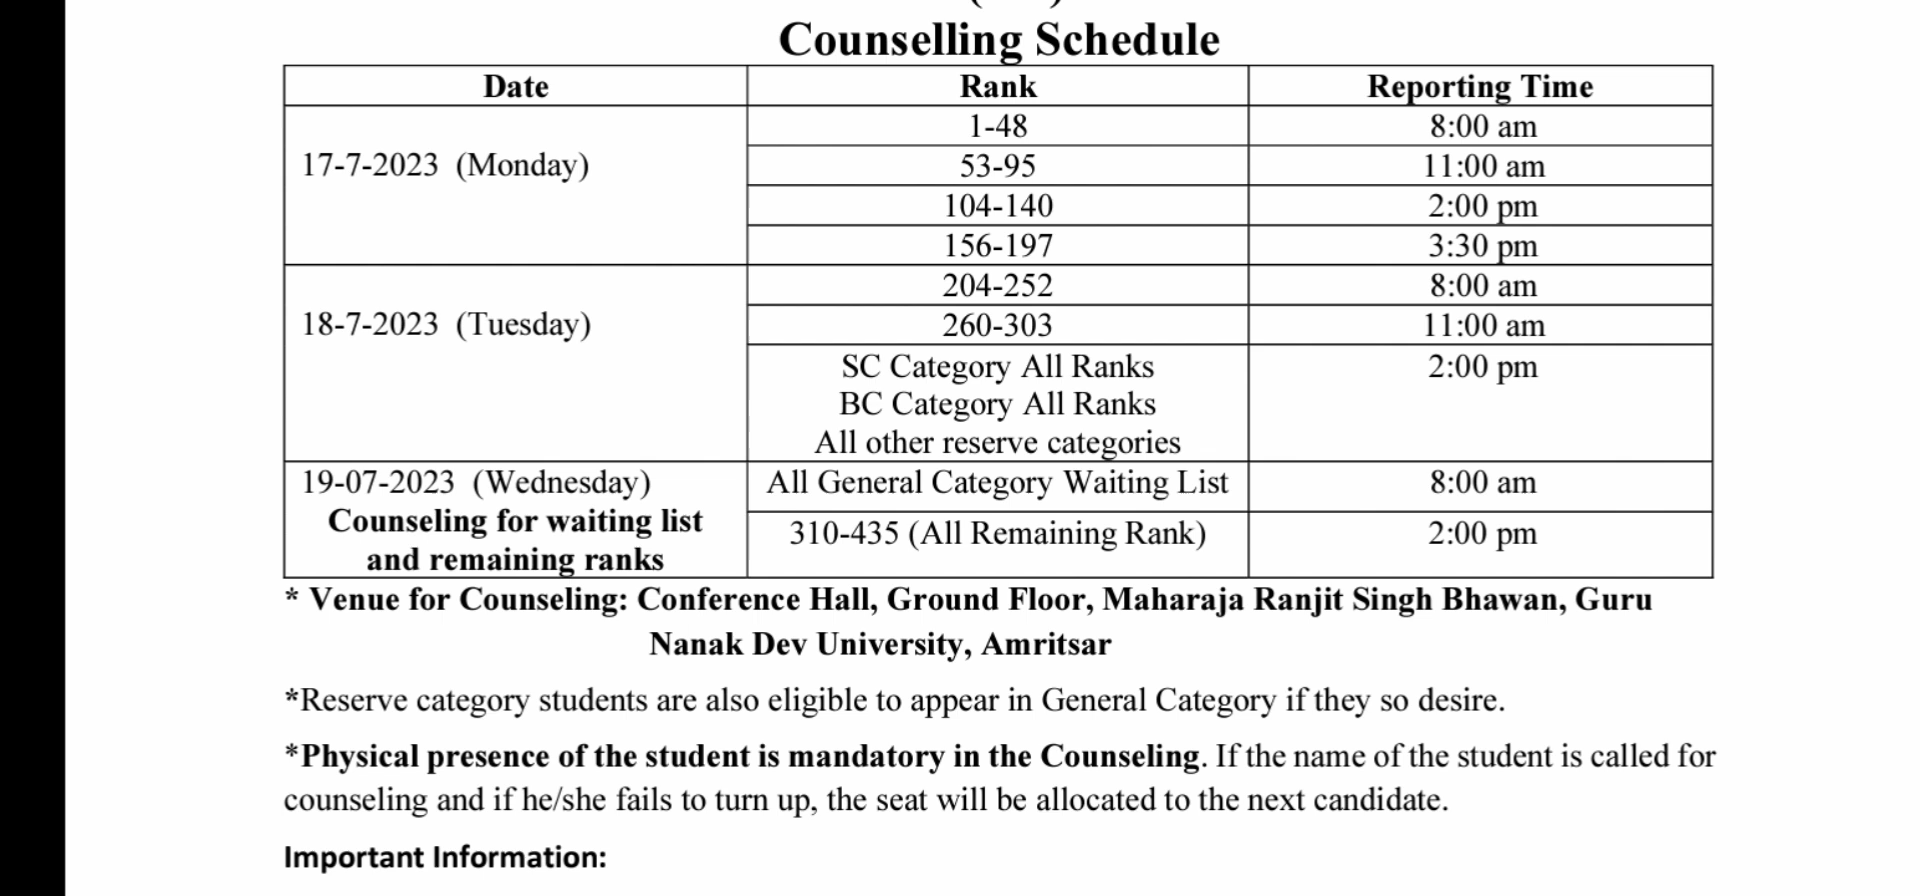 Counselling Schedule
Date Rank Reporting Time
17-7-2023 (Monday) 1-48 8:00 am
53-95 11:00 am
104-140 2:00 pm
156-197 3:30 pm
18-7-2023 (Tuesday) 204-252 8:00 am
260-303 11:00 am
SC Category All Ranks 2:00 pm
BC Category All Ranks
All other reserve categories
19-07-2023 (Wednesday) All General Category Waiting List 8:00 am
Counseling for waiting list
and remaining ranks 310-435 (All Remaining Rank) 2:00 pm
* Venue for Counseling: Conference Hall, Ground Floor, Maharaja Ranjit Singh Bhawan, Guru
Nanak Dev University, Amritsar
*Reserve category students are also eligible to appear in General Category if they so desire.
*Physical presence of the student is mandatory in the Counseling. If the name of the student is called for
counseling and if he/she fails to turn up, the seat will be allocated to the next candidate.
Important Information: